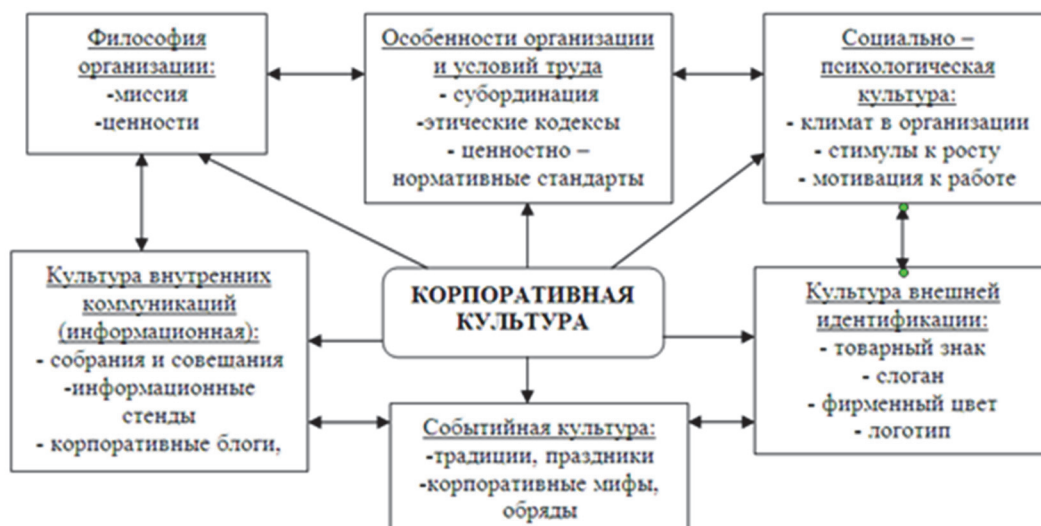 Философия
организации:
-миссия
-ценности
Особенности организации
и условий труда
- субординация
-этические кодексы
- ценностно –
нормативные стандарты
Социально –
психологическая
культура:
- климат в организации
- стимулы к росту
- мотивация к работе
Культура внутренних
коммуникаций
(информационная):
- собрания и совещания
-информационные
стенды
- корпоративные блоги,
КОРПОРАТИВНАЯ
КУЛЬТУРА
Культура внешней
идентификации:
- товарный знак
- слоган
- фирменный цвет
- логотип
Событийная культура:
-традиции, праздники
-корпоративные мифы,
обряды